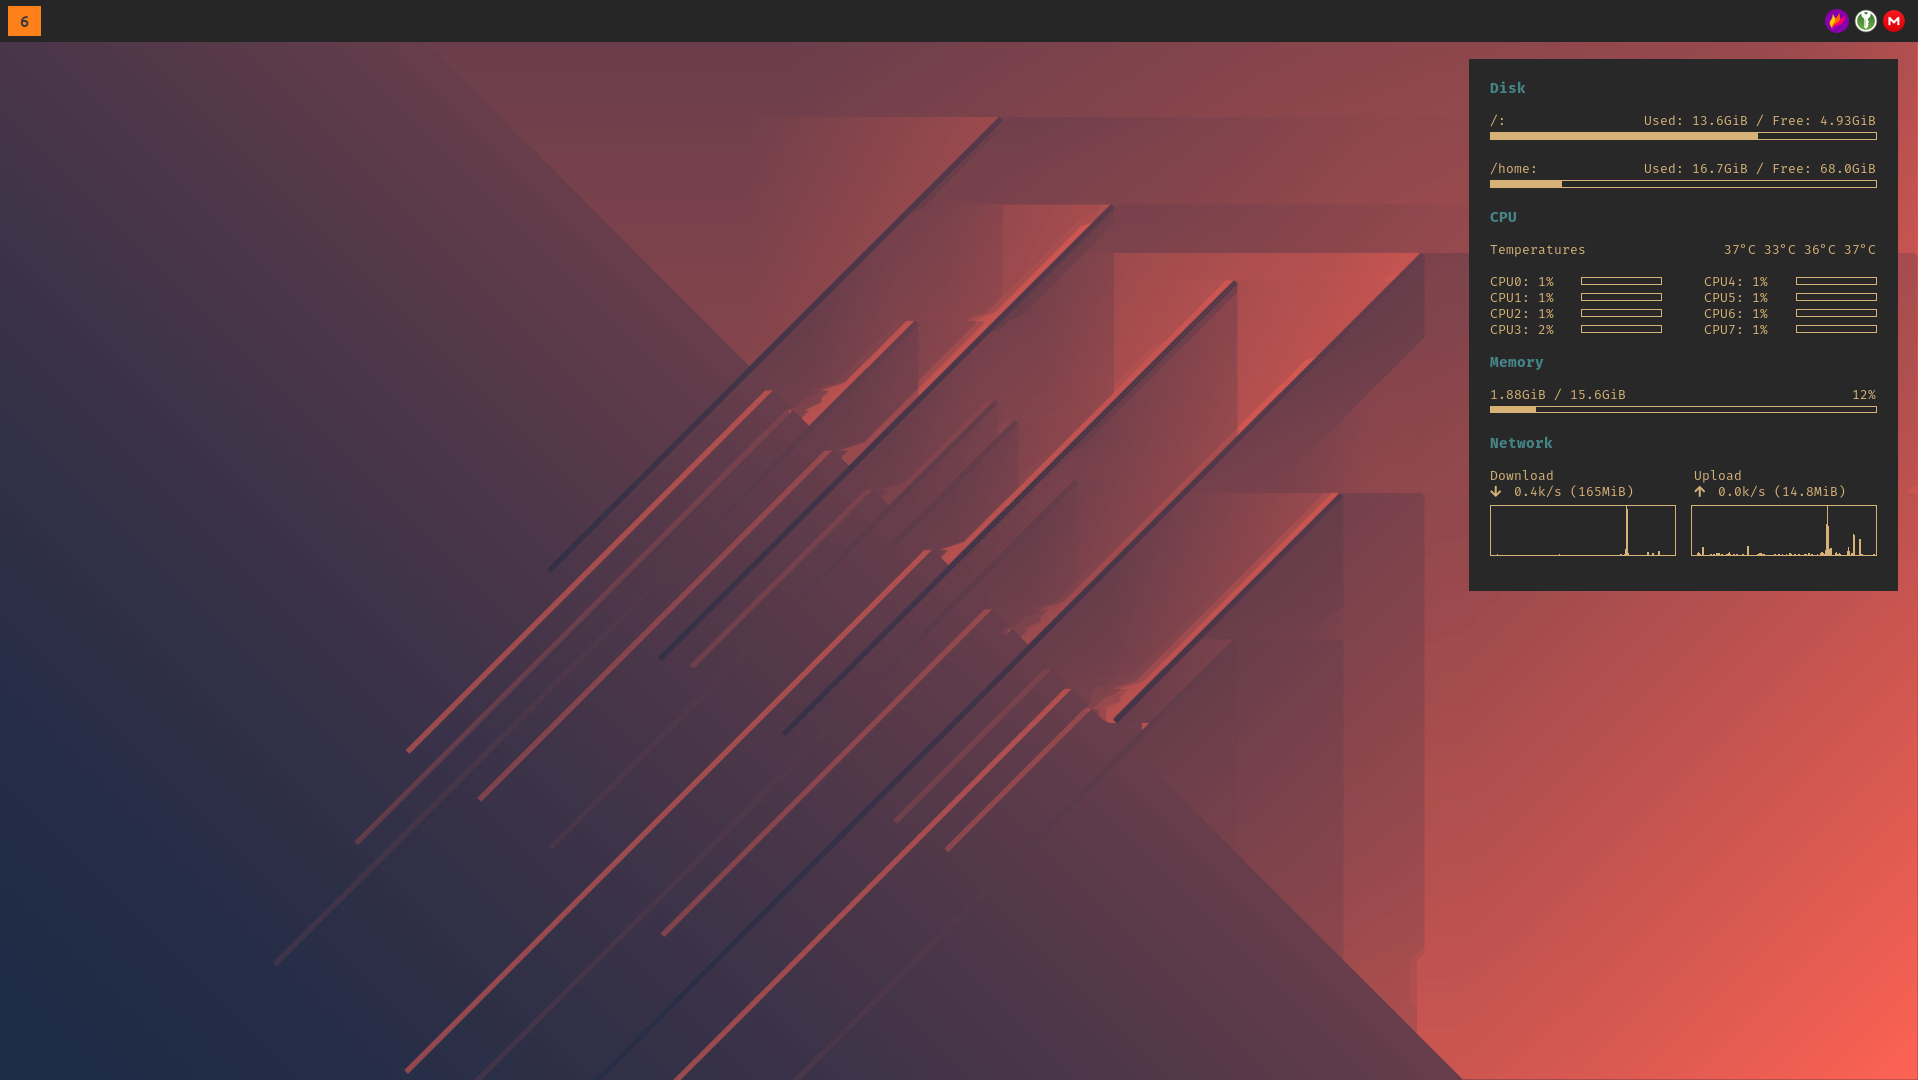 6
M
Disk
/: Used: 13.6GiB / Free: 4.93GiB
/home: Used: 16.7GiB / Free: 68.0GiB
CPU
Temperatures 37°C 33°C 36°C 37°C
CPU0: 1% CPU4: 1%
CPU1: 1% CPU5: 1%
CPU2: 1% CPU6: 1%
CPU3: 2% CPU7: 1%
Memory
1.88GiB / 15.6GiB 12%
Network
Download Upload
↓ 0.4k/s (165MiB) ↑ 0.0k/s (14.8MiB)